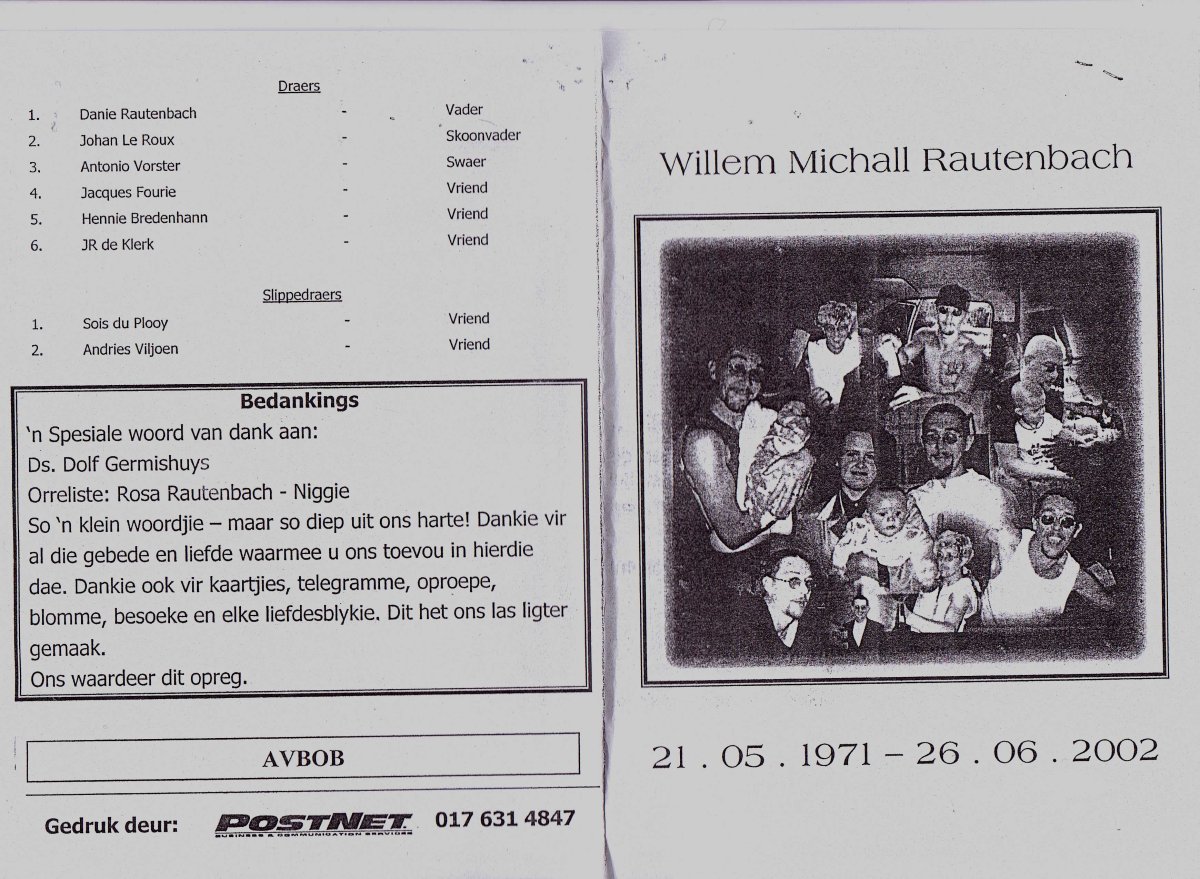 Draers
1. Danie Rautenbach - Vader
2. Johan Le Roux - Skoonvader
3. Antonio Vorster - Swaer
4. Jacques Fourie - Vriend
5. Hennie Bredenhann - Vriend
6. JR de Klerk - Vriend
Slippedraers
1. Sois du Plooy - Vriend
2. Andries Viljoen - Vriend
Bedankings
'n Spesiale woord van dank aan:
Ds. Dolf Germishuys
Orreliste: Rosa Rautenbach - Niggie
So 'n klein woordjie – maar so diep uit ons harte! Dankie vir
al die gebede en liefde waarmee u ons toevou in hierdie
dae. Dankie ook vir kaartjies, telegramme, oproepe,
blomme, besoeke en elke liefdesblykie. Dit het ons las ligter
gemaak.
Ons waardeer dit opreg.
AVBOB
Gedruk deur: POSTNET 017 631 4847
BUSINESS & COMMUNICATION SERVICES
Willem Michall Rautenbach
21 . 05 . 1971 – 26 . 06 . 2002